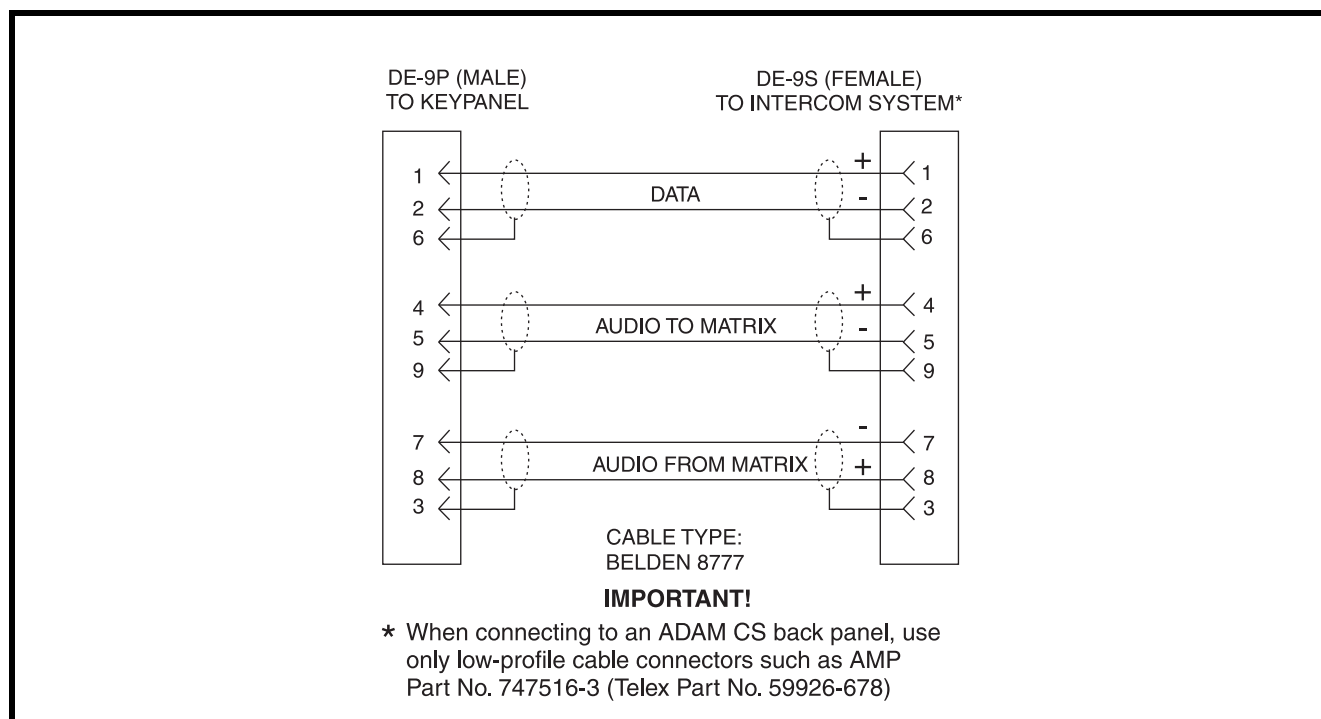 DE-9P (MALE)
TO KEYPANEL
DE-9S (FEMALE)
TO INTERCOM SYSTEM*
1 + 1
DATA
2 - 2
6 6
4 + 4
AUDIO TO MATRIX
5 - 5
9 9
7 - 7
AUDIO FROM MATRIX
8 + 8
3 3
CABLE TYPE:
BELDEN 8777
IMPORTANT!
* When connecting to an ADAM CS back panel, use
only low-profile cable connectors such as AMP
Part No. 747516-3 (Telex Part No. 59926-678)